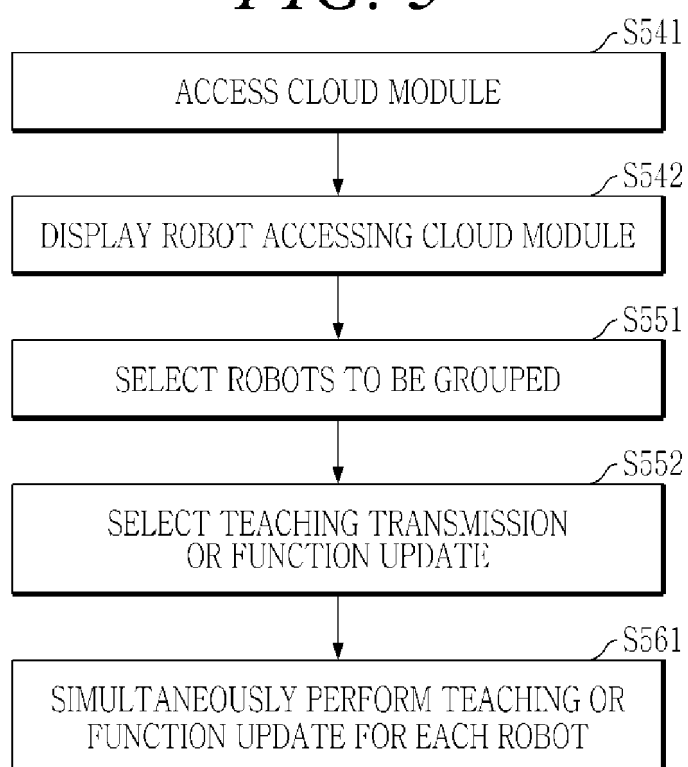 FIG.
S541
ACCESS CLOUD MODULE
S542
DISPLAY ROBOT ACCESSING CLOUD MODULE
S551
SELECT ROBOTS TO BE GROUPED
S552
SELECT TEACHING TRANSMISSION
OR FUNCTION UPDATE
S561
SIMULTANEOUSLY PERFORM TEACHING OR
FUNCTION UPDATE FOR EACH ROBOT